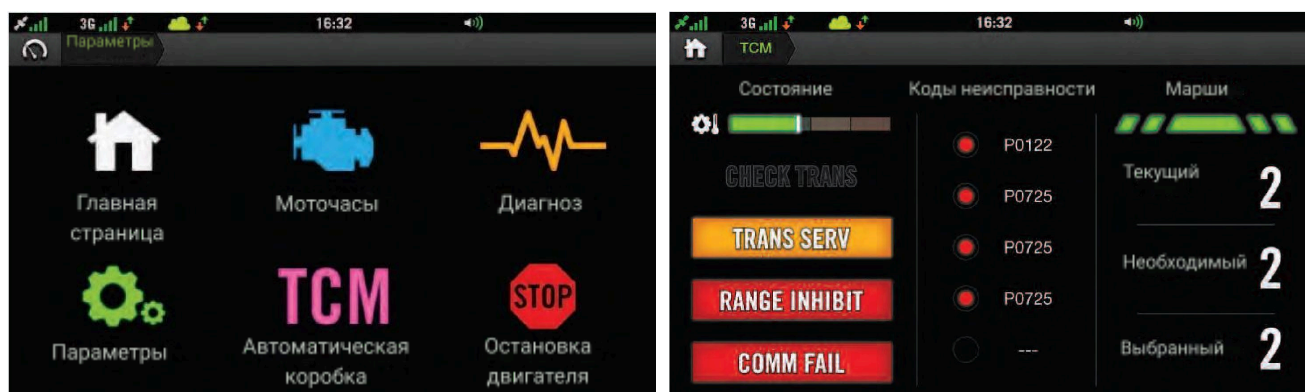 3G
16:32
Параметры
Главная
страница
Моточасы
Диагноз
Параметры
TCM
Автоматическая
коробка
STOP
Остановка
двигателя
3G
16:32
TCM
Состояние
CHECK TRANS
TRANS SERV
RANGE INHIBIT
COMM FAIL
Коды неисправности
P0122
P0725
P0725
P0725
---
Марши
Текущий 2
Необходимый 2
Выбранный 2